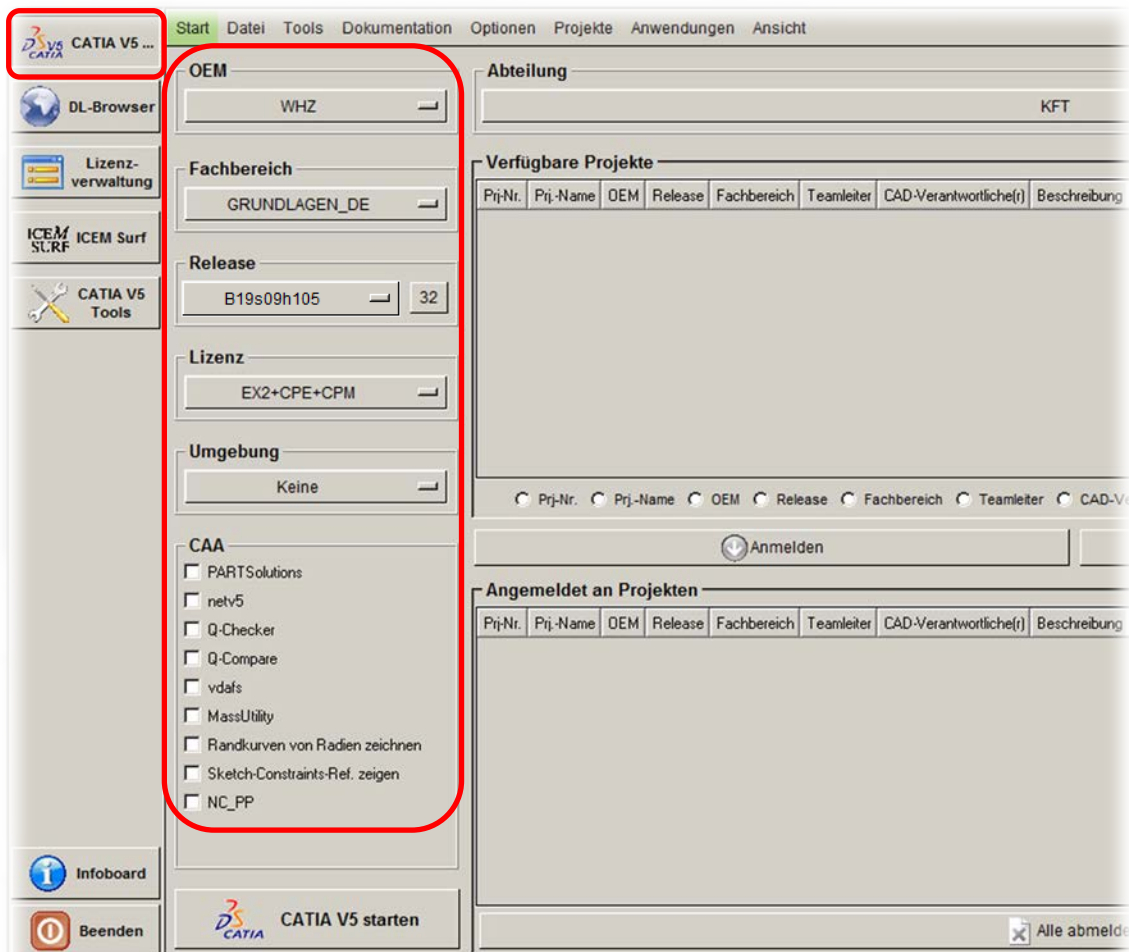 Start Datei Tools Dokumentation Optionen Projekte Anwendungen Ansicht
DS V5 CATIA CATIA V5 ...
DL-Browser
Lizenz-
verwaltung
ICEM SURF ICEM Surf
CATIA V5
Tools
Infoboard
Beenden
OEM
WHZ
Fachbereich
GRUNDLAGEN_DE
Release
B19s09h105 32
Lizenz
EX2+CPE+CPM
Umgebung
Keine
CAA
PARTSolutions
netv5
Q-Checker
Q-Compare
vdafs
MassUtility
Randkurven von Radien zeichnen
Sketch-Constraints-Ref. zeigen
NC_PP
DS CATIA CATIA V5 starten
Abteilung
KFT
Verfügbare Projekte
Prj-Nr. Prj.-Name OEM Release Fachbereich Teamleiter CAD-Verantwortliche(r) Beschreibung
Prj-Nr. Prj.-Name OEM Release Fachbereich Teamleiter CAD-V
Anmelden
Angemeldet an Projekten
Prj-Nr. Prj.-Name OEM Release Fachbereich Teamleiter CAD-Verantwortliche(r) Beschreibung
Alle abmelde